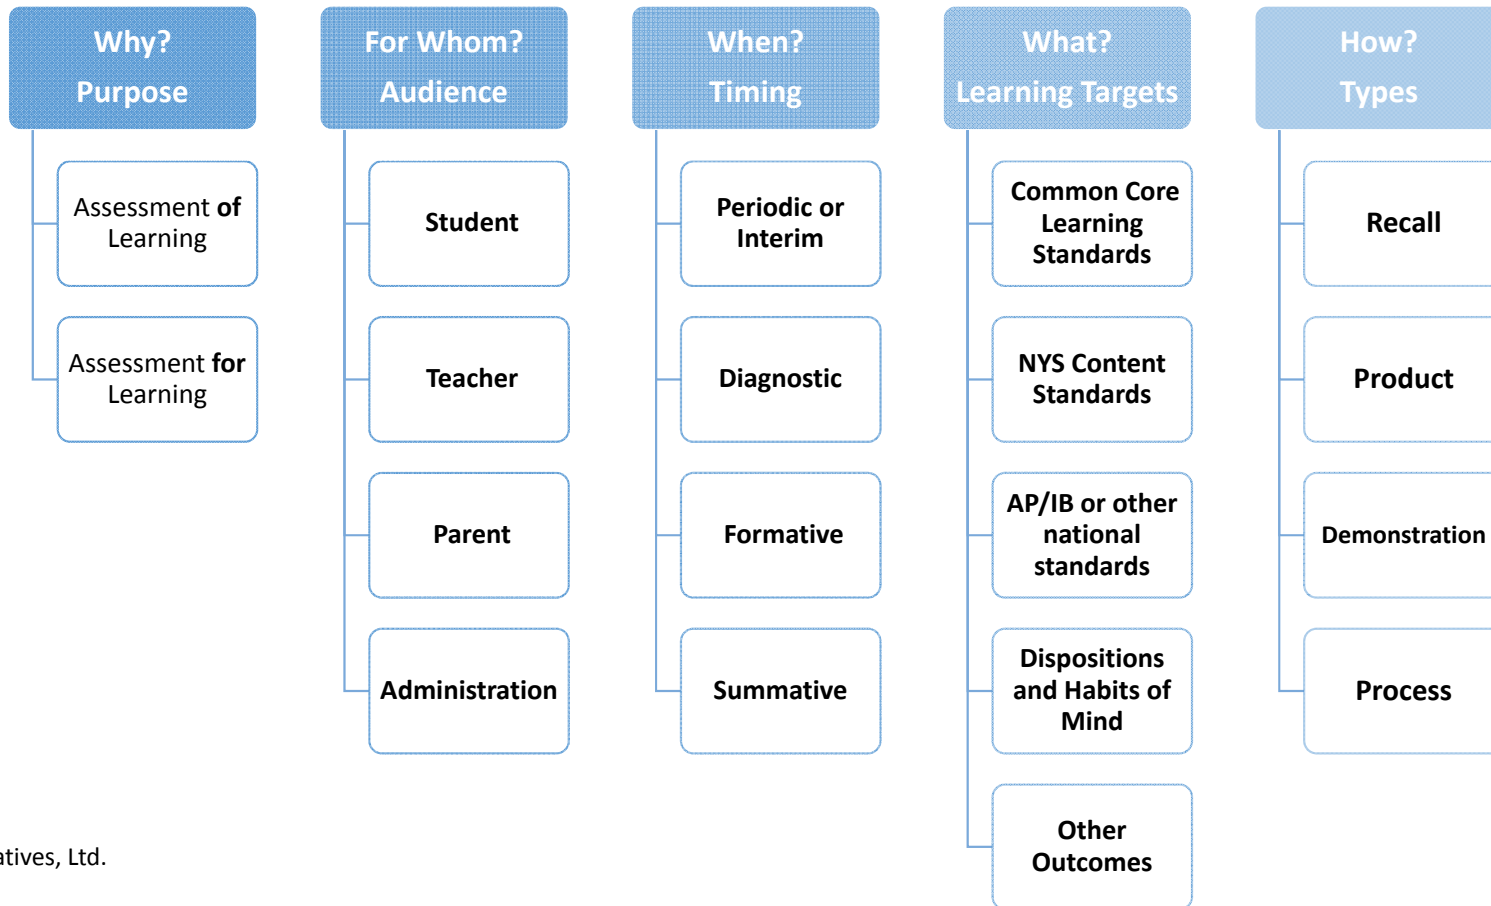 Why?
Purpose
Assessment of
Learning
Assessment for
Learning
For Whom?
Audience
Student
Teacher
Parent
Administration
When?
Timing
Periodic or
Interim
Diagnostic
Formative
Summative
What?
Learning Targets
Common Core
Learning
Standards
NYS Content
Standards
AP/IB or other
national
standards
Dispositions
and Habits of
Mind
Other
Outcomes
How?
Types
Recall
Product
Demonstration
Process
atives, Ltd.